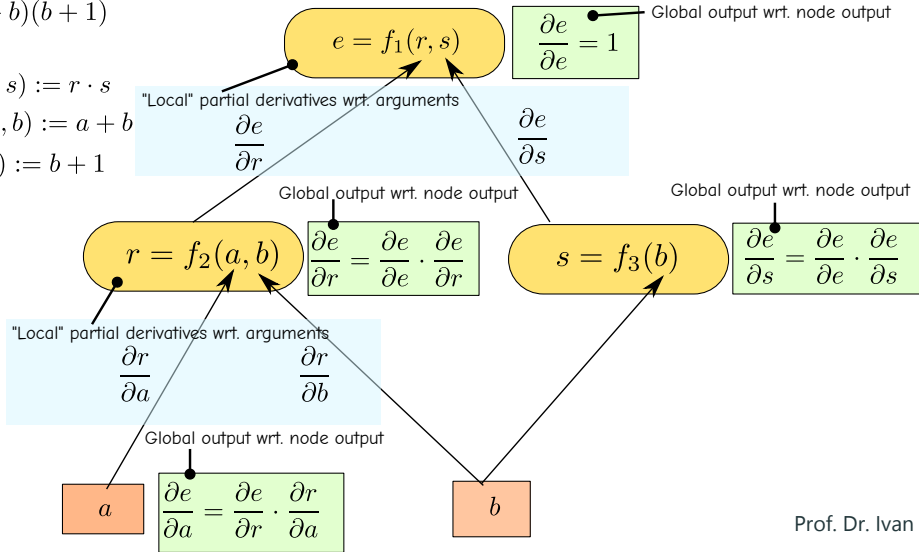 b)(b + 1)
e = f₁(r, s)
∂e/∂e = 1
Global output wrt. node output
s) := r · s
, b) := a + b
) := b + 1
"Local" partial derivatives wrt. arguments
∂e/∂r
∂e/∂s
Global output wrt. node output
Global output wrt. node output
r = f₂(a, b)
∂e/∂r = ∂e/∂e · ∂e/∂r
s = f₃(b)
∂e/∂s = ∂e/∂e · ∂e/∂s
"Local" partial derivatives wrt. arguments
∂r/∂a
∂r/∂b
Global output wrt. node output
a
∂e/∂a = ∂e/∂r · ∂r/∂a
b
Prof. Dr. Ivan